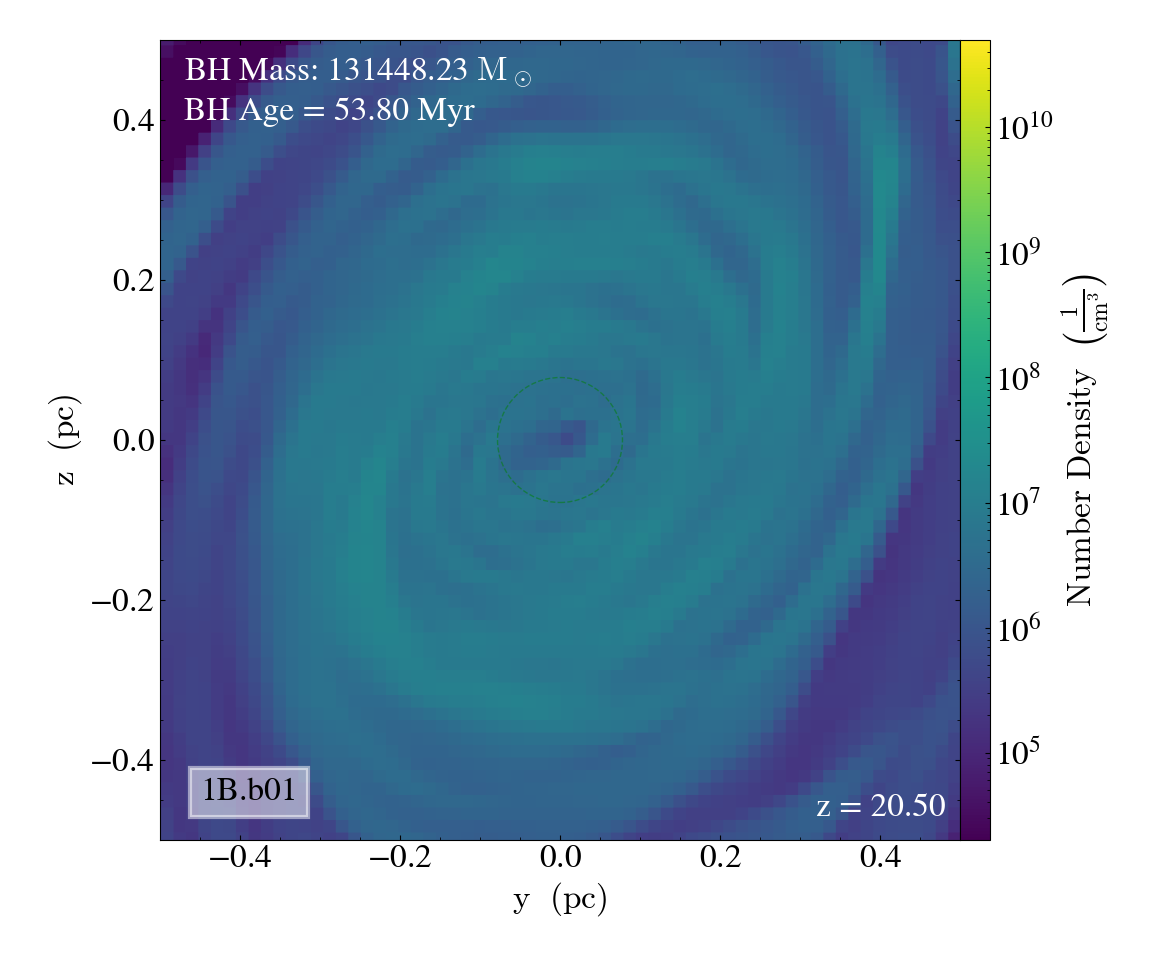 BH Mass: 131448.23 M⊙
BH Age = 53.80 Myr
0.4
0.2
0.0
−0.2
−0.4
z (pc)
1B.b01
z = 20.50
−0.4 −0.2 0.0 0.2 0.4
y (pc)
10^10
10^9
10^8
10^7
10^6
10^5
Number Density (1/cm^3)